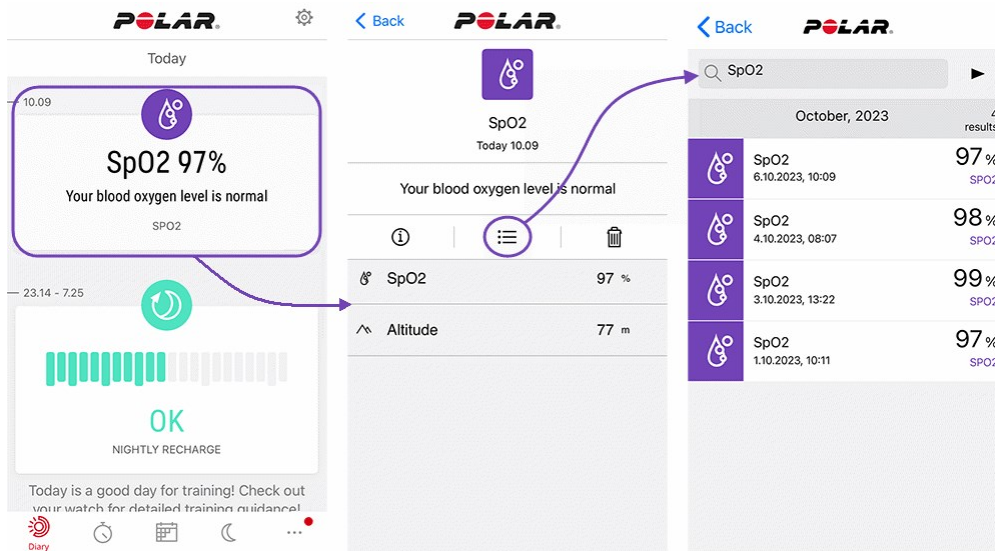 POLAR.
Today
10.09
SpO2 97%
Your blood oxygen level is normal
SPO2
23.14 - 7.25
OK
NIGHTLY RECHARGE
Today is a good day for training! Check out
your watch for detailed training guidance!
Diary
Back
POLAR.
SpO2
Today 10.09
Your blood oxygen level is normal
SpO2 97 %
Altitude 77 m
Back
POLAR.
SpO2
October, 2023 4
results
SpO2 97 %
6.10.2023, 10:09 SPO2
SpO2 98 %
4.10.2023, 08:07 SPO2
SpO2 99 %
3.10.2023, 13:22 SPO2
SpO2 97 %
1.10.2023, 10:11 SPO2